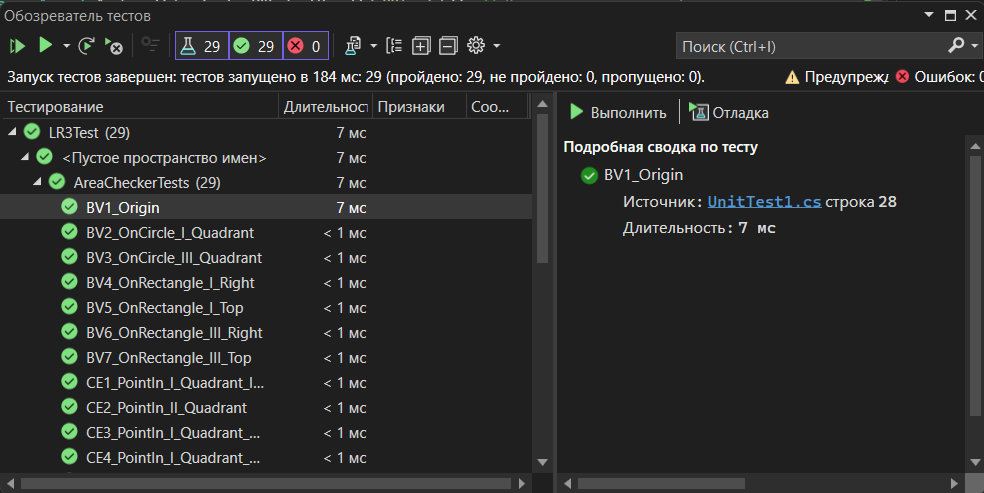 Обозреватель тестов
29 29 0
Поиск (Ctrl+I)
Запуск тестов завершен: тестов запущено в 184 мс: 29 (пройдено: 29, не пройдено: 0, пропущено: 0).
Предупрежд
Ошибок: 0
Тестирование Длительност Признаки Соо...
LR3Test (29) 7 мс
<Пустое пространство имен> 7 мс
AreaCheckerTests (29) 7 мс
BV1_Origin 7 мс
BV2_OnCircle_I_Quadrant < 1 мс
BV3_OnCircle_III_Quadrant < 1 мс
BV4_OnRectangle_I_Right < 1 мс
BV5_OnRectangle_I_Top < 1 мс
BV6_OnRectangle_III_Right < 1 мс
BV7_OnRectangle_III_Top < 1 мс
CE1_PointIn_I_Quadrant_I... < 1 мс
CE2_PointIn_II_Quadrant < 1 мс
CE3_PointIn_I_Quadrant_... < 1 мс
CE4_PointIn_I_Quadrant_... < 1 мс
Выполнить Отладка
Подробная сводка по тесту
BV1_Origin
Источник: UnitTest1.cs строка 28
Длительность: 7 мс